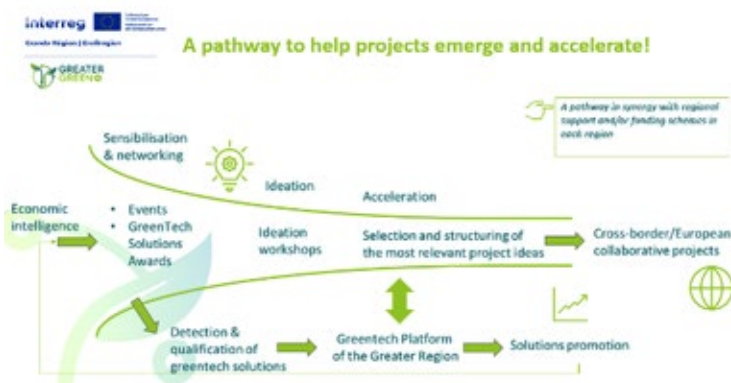 Interreg
Grande Région | Großregion
A pathway to help projects emerge and accelerate!
GREATER
GREEN
A pathway in synergy with regional
support and/or funding schemes in
each region
Sensibilisation
& networking
Ideation
Acceleration
Economic
intelligence
• Events
• GreenTech
Solutions
Awards
Ideation
workshops
Selection and structuring of
the most relevant project ideas
Cross-border/European
collaborative projects
Detection &
qualification of
greentech solutions
Greentech Platform
of the Greater Region
Solutions promotion